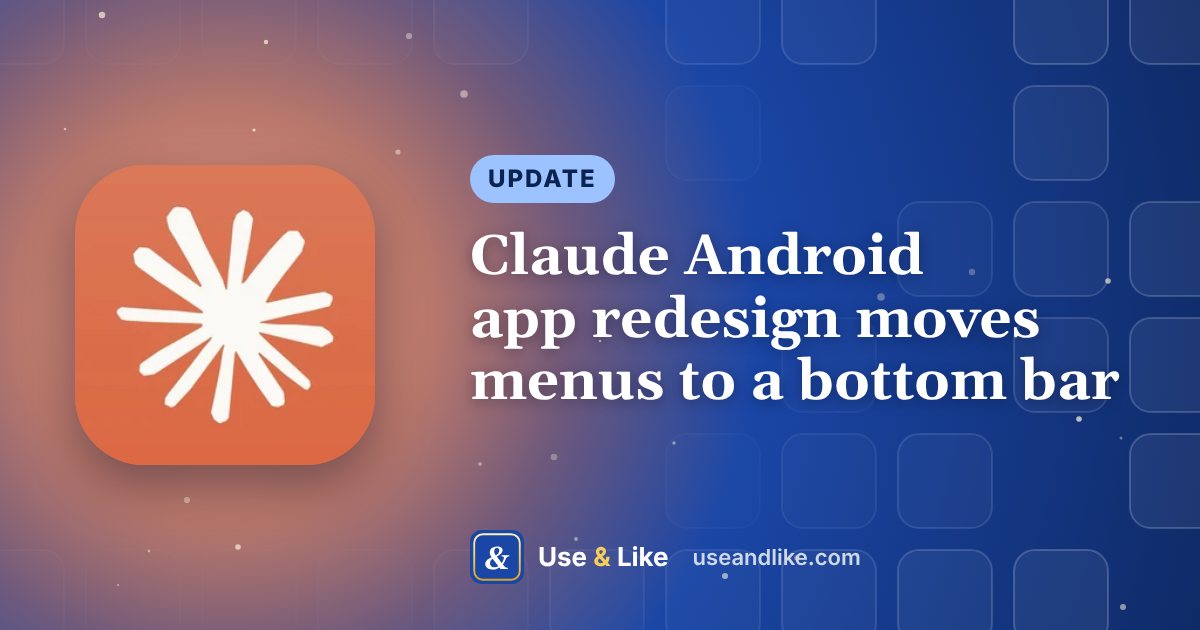 UPDATE
Claude Android
app redesign moves
menus to a bottom bar
& Use & Like useandlike.com